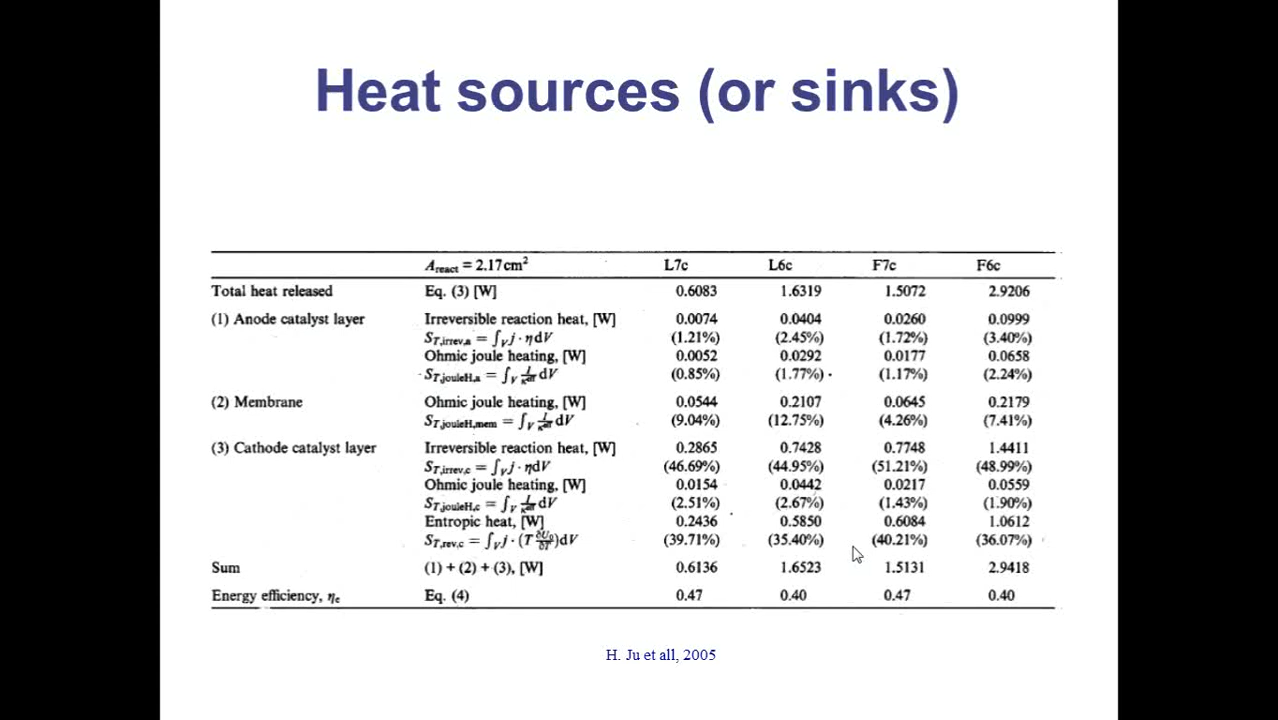 Heat sources (or sinks)
A_react = 2.17 cm² L7c L6c F7c F6c
Total heat released Eq. (3) [W] 0.6083 1.6319 1.5072 2.9206
(1) Anode catalyst layer Irreversible reaction heat, [W] 0.0074 0.0404 0.0260 0.0999
S_T,irrev,a = ∫_V j · ηdV (1.21%) (2.45%) (1.72%) (3.40%)
Ohmic joule heating, [W] 0.0052 0.0292 0.0177 0.0658
S_T,jouleH,a = ∫_V dV (0.85%) (1.77%) (1.17%) (2.24%)
(2) Membrane Ohmic joule heating, [W] 0.0544 0.2107 0.0645 0.2179
S_T,jouleH,mem = ∫_V dV (9.04%) (12.75%) (4.26%) (7.41%)
(3) Cathode catalyst layer Irreversible reaction heat, [W] 0.2865 0.7428 0.7748 1.4411
S_T,irrev,c = ∫_V j · ηdV (46.69%) (44.95%) (51.21%) (48.99%)
Ohmic joule heating, [W] 0.0154 0.0442 0.0217 0.0559
S_T,jouleH,c = ∫_V dV (2.51%) (2.67%) (1.43%) (1.90%)
Entropic heat, [W] 0.2436 0.5850 0.6084 1.0612
S_T,rev,c = ∫_V j · (T ∂U₀/∂T)dV (39.71%) (35.40%) (40.21%) (36.07%)
Sum (1) + (2) + (3), [W] 0.6136 1.6523 1.5131 2.9418
Energy efficiency, η_e Eq. (4) 0.47 0.40 0.47 0.40
H. Ju et all, 2005